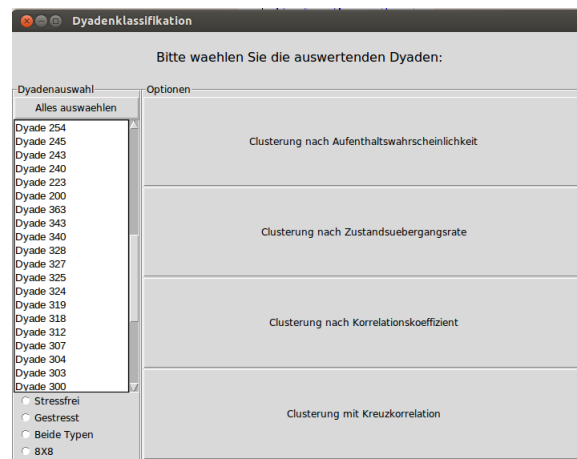 Dyadenklassifikation
Bitte waehlen Sie die auswertenden Dyaden:
Dyadenauswahl
Alles auswaehlen
Dyade 254
Dyade 245
Dyade 243
Dyade 240
Dyade 223
Dyade 200
Dyade 363
Dyade 343
Dyade 340
Dyade 328
Dyade 327
Dyade 325
Dyade 324
Dyade 319
Dyade 318
Dyade 312
Dyade 307
Dyade 304
Dyade 303
Dyade 300
Stressfrei
Gestresst
Beide Typen
8X8
Optionen
Clusterung nach Aufenthaltswahrscheinlichkeit
Clusterung nach Zustandsuebergangsrate
Clusterung nach Korrelationskoeffizient
Clusterung mit Kreuzkorrelation